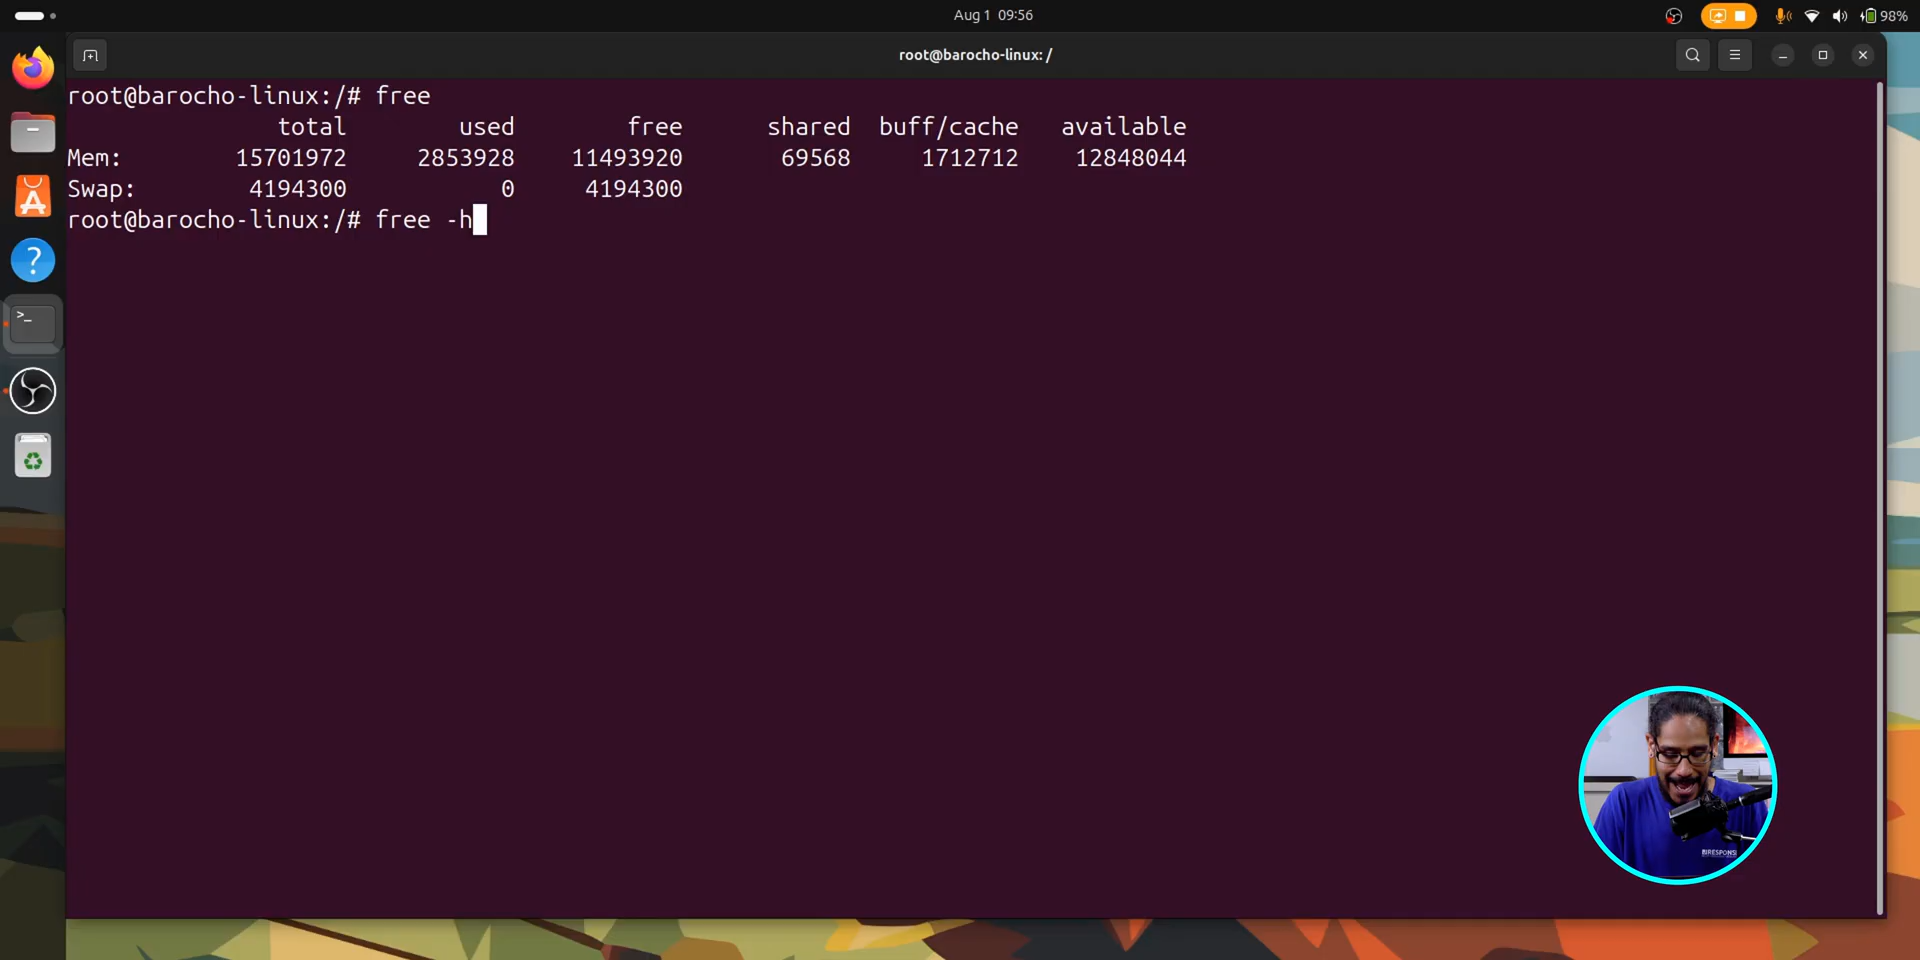 Aug 1 09:56
98%
root@barocho-linux: /
root@barocho-linux:/# free
total used free shared buff/cache available
Mem: 15701972 2853928 11493920 69568 1712712 12848044
Swap: 4194300 0 4194300
root@barocho-linux:/# free -h